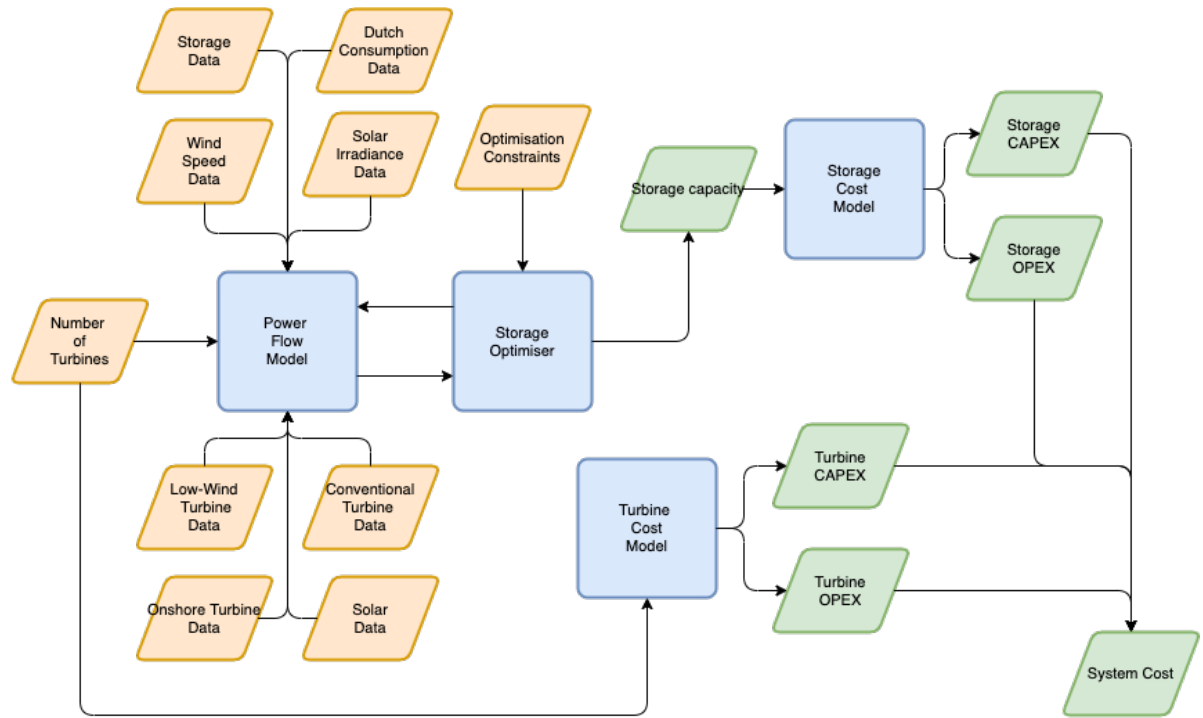 Storage
Data
Dutch
Consumption
Data
Wind
Speed
Data
Solar
Irradiance
Data
Optimisation
Constraints
Storage capacity
Storage
Cost
Model
Storage
CAPEX
Storage
OPEX
Number
of
Turbines
Power
Flow
Model
Storage
Optimiser
Low-Wind
Turbine
Data
Conventional
Turbine
Data
Onshore Turbine
Data
Solar
Data
Turbine
Cost
Model
Turbine
CAPEX
Turbine
OPEX
System Cost